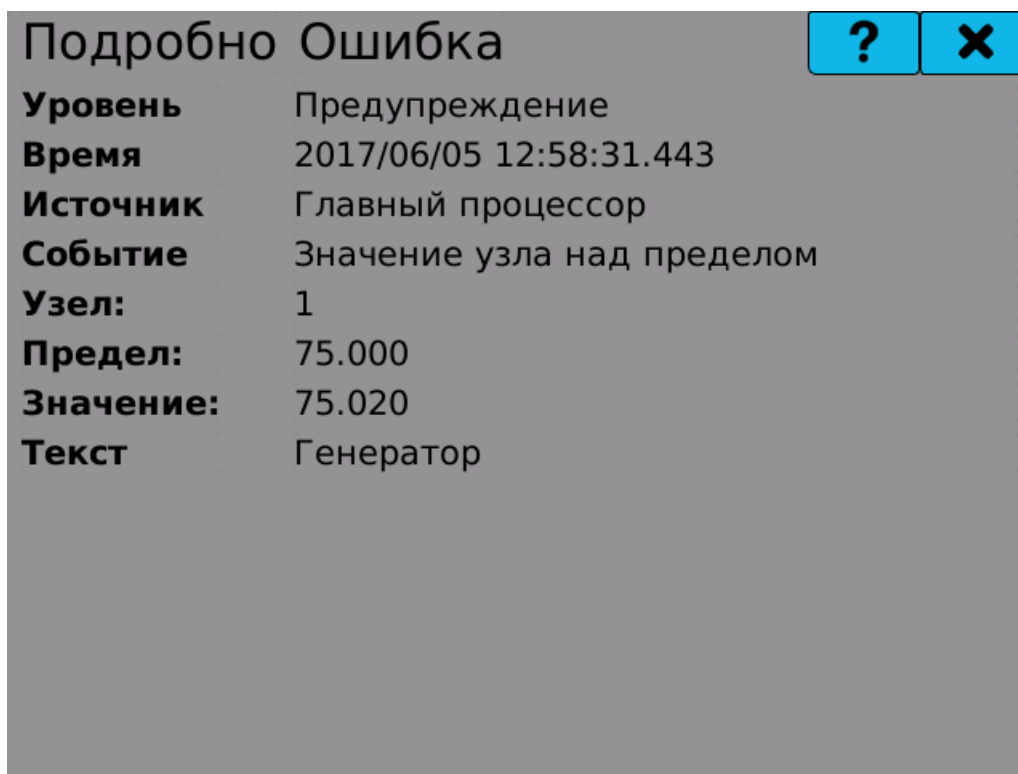 Подробно Ошибка ?
Уровень Предупреждение
Время 2017/06/05 12:58:31.443
Источник Главный процессор
Событие Значение узла над пределом
Узел: 1
Предел: 75.000
Значение: 75.020
Текст Генератор